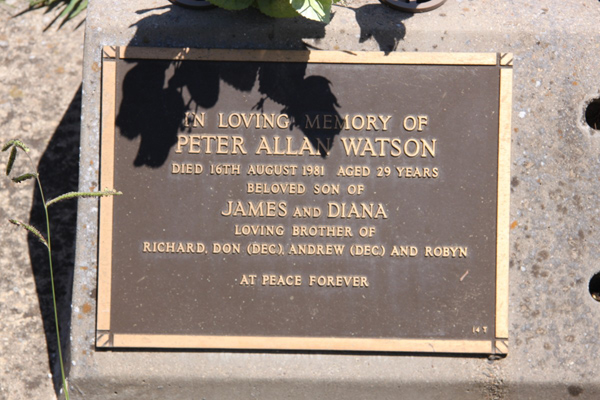 IN LOVING MEMORY OF
PETER ALLAN WATSON
DIED 16TH AUGUST 1981 AGED 29 YEARS
BELOVED SON OF
JAMES AND DIANA
LOVING BROTHER OF
RICHARD, DON (DEC), ANDREW (DEC) AND ROBYN
AT PEACE FOREVER
14 T